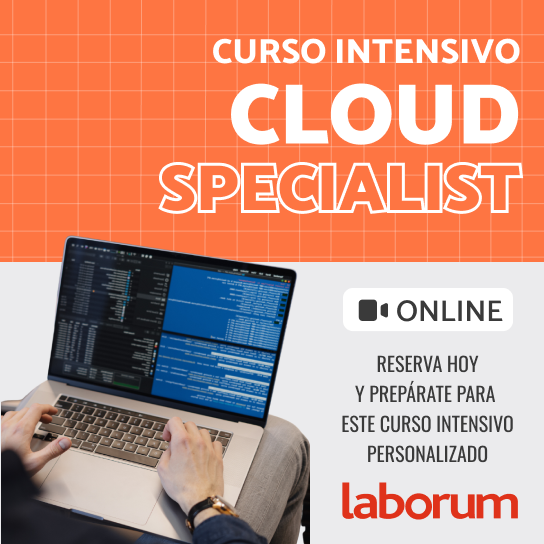 CURSO INTENSIVO
CLOUD
SPECIALIST
ONLINE
RESERVA HOY
Y PREPÁRATE PARA
ESTE CURSO INTENSIVO
PERSONALIZADO
laborum